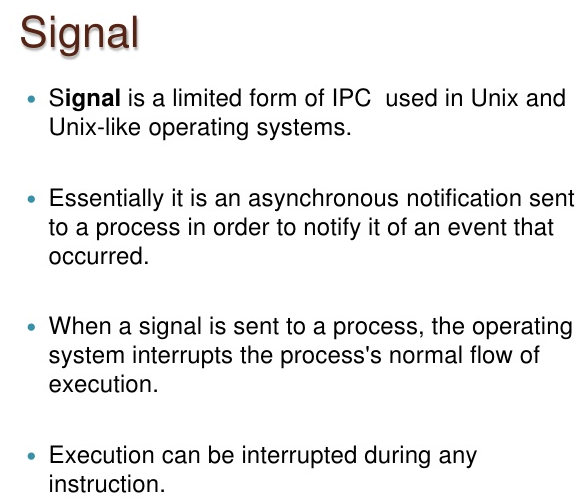 Signal
• Signal is a limited form of IPC  used in Unix and
Unix-like operating systems.
• Essentially it is an asynchronous notification sent
to a process in order to notify it of an event that
occurred.
• When a signal is sent to a process, the operating
system interrupts the process's normal flow of
execution.
• Execution can be interrupted during any
instruction.